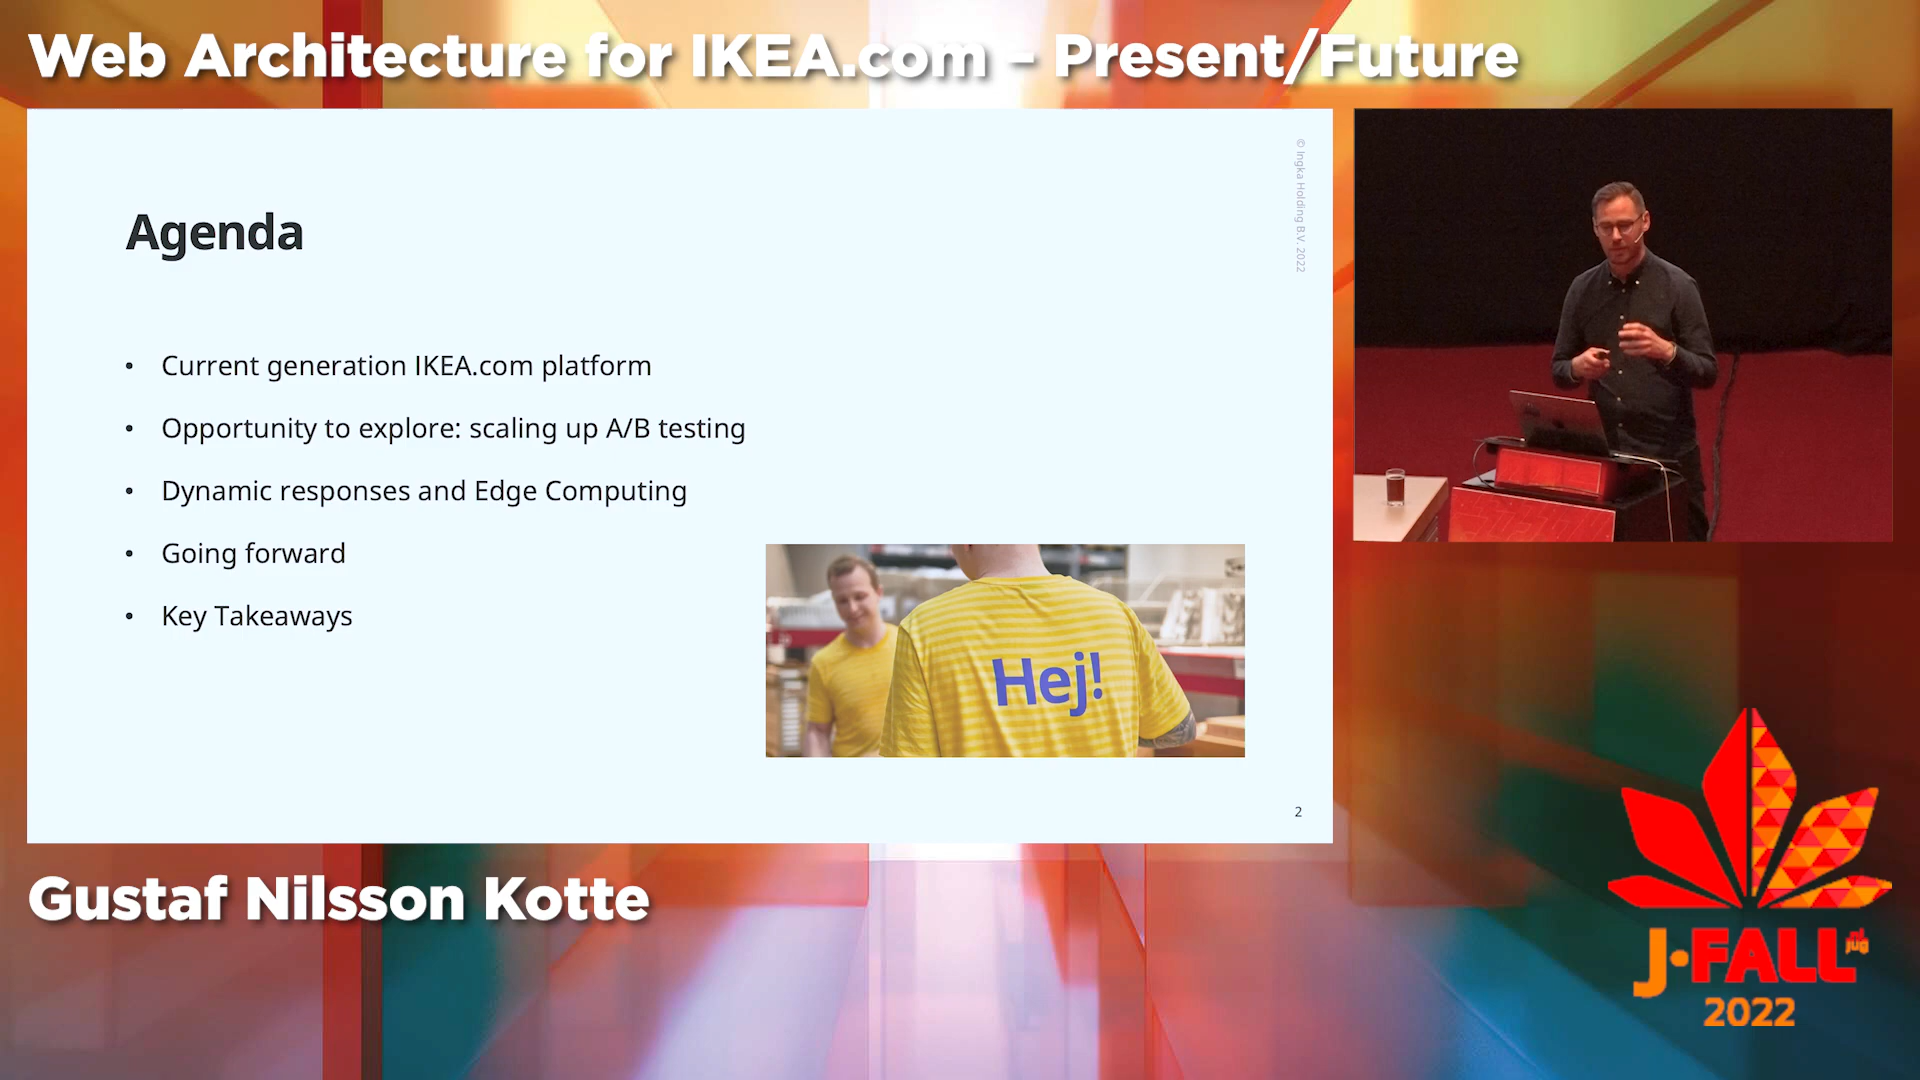 Web Architecture for IKEA.com – Present/Future
© Ingka Holding B.V. 2022
Agenda
• Current generation IKEA.com platform
• Opportunity to explore: scaling up A/B testing
• Dynamic responses and Edge Computing
• Going forward
• Key Takeaways
Hej!
2
Gustaf Nilsson Kotte
J•FALL
nl
jug
2022